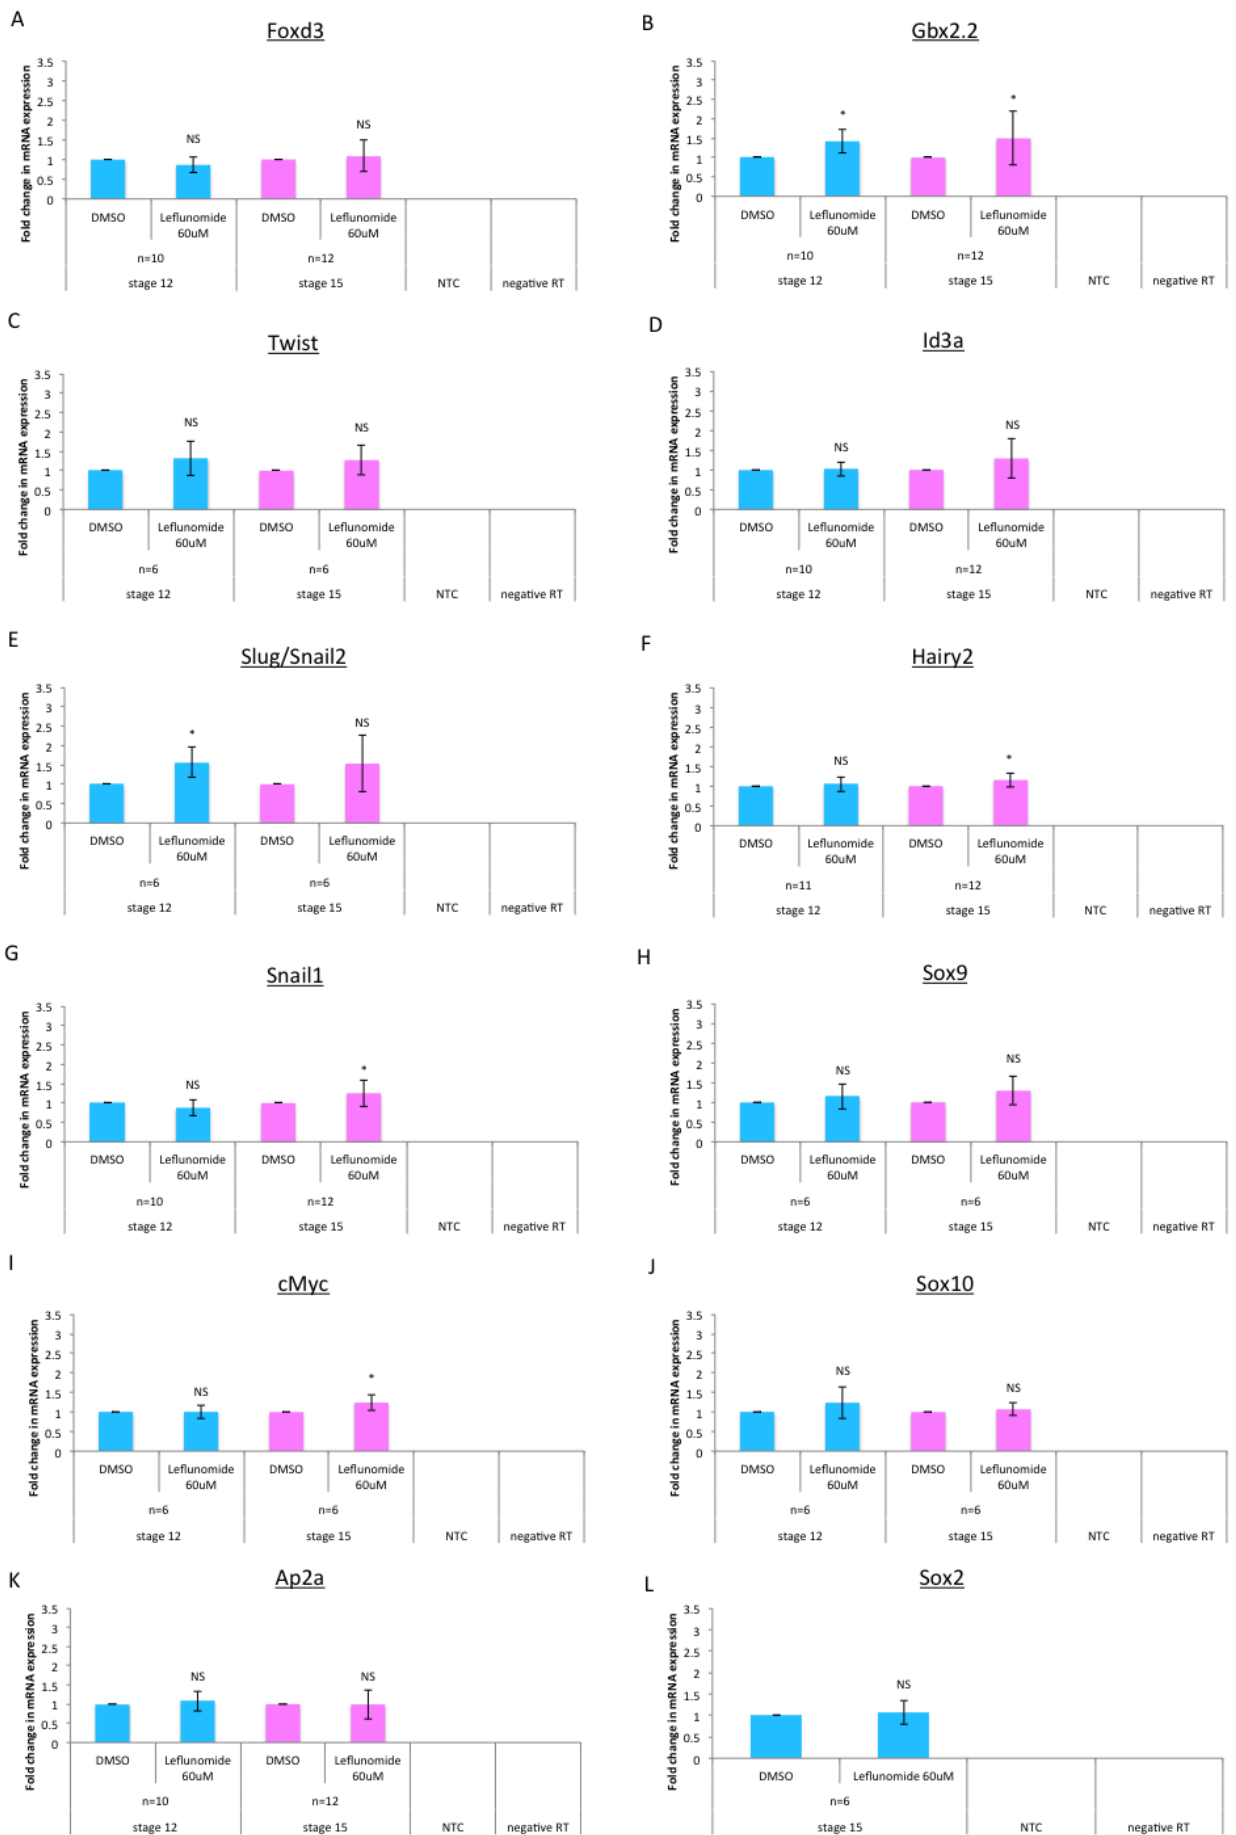 A
Foxd3
Fold change in mRNA expression
3.5
3
2.5
2
1.5
1
0.5
0
NS
NS
DMSO
Leflunomide
60uM
DMSO
Leflunomide
60uM
n=10
n=12
stage 12
stage 15
NTC
negative RT
B
Gbx2.2
Fold change in mRNA expression
3.5
3
2.5
2
1.5
1
0.5
0
*
*
DMSO
Leflunomide
60uM
DMSO
Leflunomide
60uM
n=10
n=12
stage 12
stage 15
NTC
negative RT
C
Twist
Fold change in mRNA expression
3.5
3
2.5
2
1.5
1
0.5
0
NS
NS
DMSO
Leflunomide
60uM
DMSO
Leflunomide
60uM
n=6
n=6
stage 12
stage 15
NTC
negative RT
D
Id3a
Fold change in mRNA expression
3.5
3
2.5
2
1.5
1
0.5
0
NS
NS
DMSO
Leflunomide
60uM
DMSO
Leflunomide
60uM
n=10
n=12
stage 12
stage 15
NTC
negative RT
E
Slug/Snail2
Fold change in mRNA expression
3.5
3
2.5
2
1.5
1
0.5
0
*
NS
DMSO
Leflunomide
60uM
DMSO
Leflunomide
60uM
n=6
n=6
stage 12
stage 15
NTC
negative RT
F
Hairy2
Fold change in mRNA expression
3.5
3
2.5
2
1.5
1
0.5
0
NS
*
DMSO
Leflunomide
60uM
DMSO
Leflunomide
60uM
n=11
n=12
stage 12
stage 15
NTC
negative RT
G
Snail1
Fold change in mRNA expression
3.5
3
2.5
2
1.5
1
0.5
0
NS
*
DMSO
Leflunomide
60uM
DMSO
Leflunomide
60uM
n=10
n=12
stage 12
stage 15
NTC
negative RT
H
Sox9
Fold change in mRNA expression
3.5
3
2.5
2
1.5
1
0.5
0
NS
NS
DMSO
Leflunomide
60uM
DMSO
Leflunomide
60uM
n=6
n=6
stage 12
stage 15
NTC
negative RT
I
cMyc
Fold change in mRNA expression
3.5
3
2.5
2
1.5
1
0.5
0
NS
*
DMSO
Leflunomide
60uM
DMSO
Leflunomide
60uM
n=6
n=6
stage 12
stage 15
NTC
negative RT
J
Sox10
Fold change in mRNA expression
3.5
3
2.5
2
1.5
1
0.5
0
NS
NS
DMSO
Leflunomide
60uM
DMSO
Leflunomide
60uM
n=6
n=6
stage 12
stage 15
NTC
negative RT
K
Ap2a
Fold change in mRNA expression
3.5
3
2.5
2
1.5
1
0.5
0
NS
NS
DMSO
Leflunomide
60uM
DMSO
Leflunomide
60uM
n=10
n=12
stage 12
stage 15
NTC
negative RT
L
Sox2
Fold change in mRNA expression
3.5
3
2.5
2
1.5
1
0.5
0
NS
DMSO
Leflunomide 60uM
n=6
stage 15
NTC
negative RT